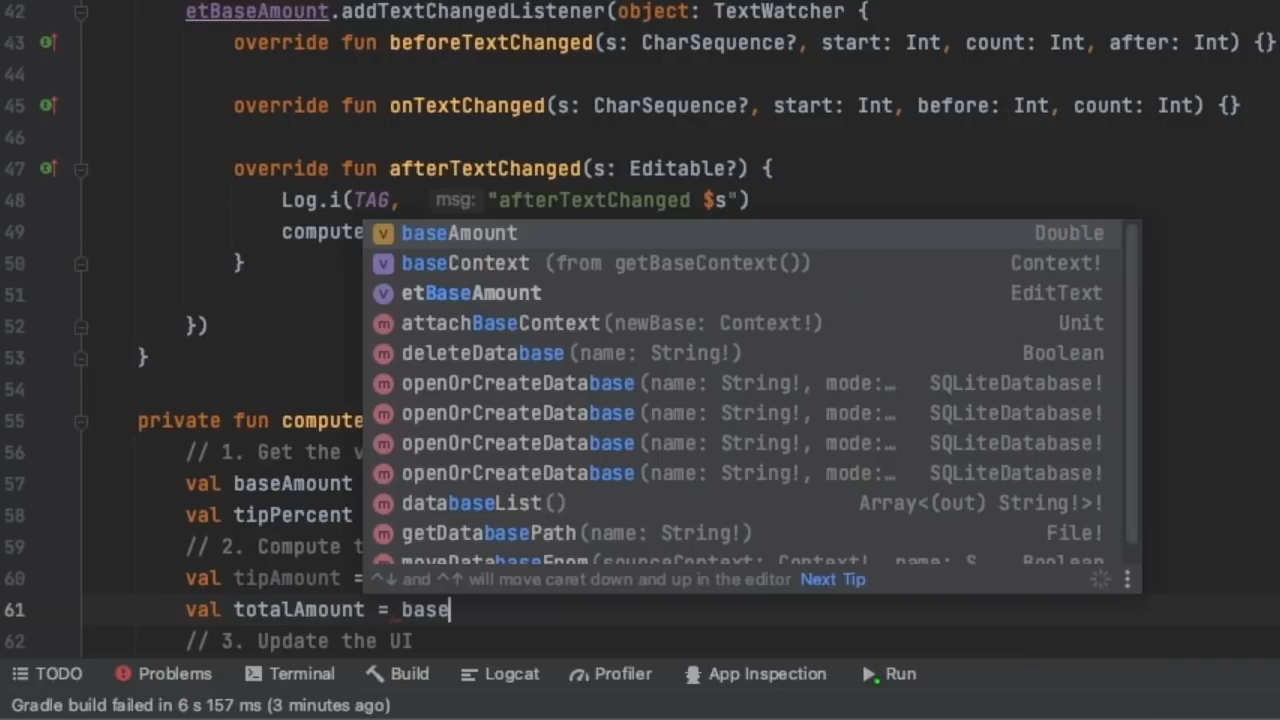 42 etBaseAmount.addTextChangedListener(object: TextWatcher {
43 override fun beforeTextChanged(s: CharSequence?, start: Int, count: Int, after: Int) {}
44
45 override fun onTextChanged(s: CharSequence?, start: Int, before: Int, count: Int) {}
46
47 override fun afterTextChanged(s: Editable?) {
48 Log.i(TAG, msg: "afterTextChanged $s")
49 compute
50 }
51
52 })
53 }
54
55 private fun compute
56 // 1. Get the v
57 val baseAmount
58 val tipPercent
59 // 2. Compute t
60 val tipAmount =
61 val totalAmount = base
62 // 3. Update the UI
v baseAmount Double
v baseContext (from getBaseContext()) Context!
v etBaseAmount EditText
m attachBaseContext(newBase: Context!) Unit
m deleteDatabase(name: String!) Boolean
m openOrCreateDatabase(name: String!, mode:… SQLiteDatabase!
m openOrCreateDatabase(name: String!, mode:… SQLiteDatabase!
m openOrCreateDatabase(name: String!, mode:… SQLiteDatabase!
m openOrCreateDatabase(name: String!, mode:… SQLiteDatabase!
m databaseList() Array<(out) String!>!
m getDatabasePath(name: String!) File!
m moveDatabaseFrom(sourceContext: Context!, name: S Boolean
^↓ and ^↑ will move caret down and up in the editor Next Tip
TODO Problems Terminal Build Logcat Profiler App Inspection Run
Gradle build failed in 6 s 157 ms (3 minutes ago)